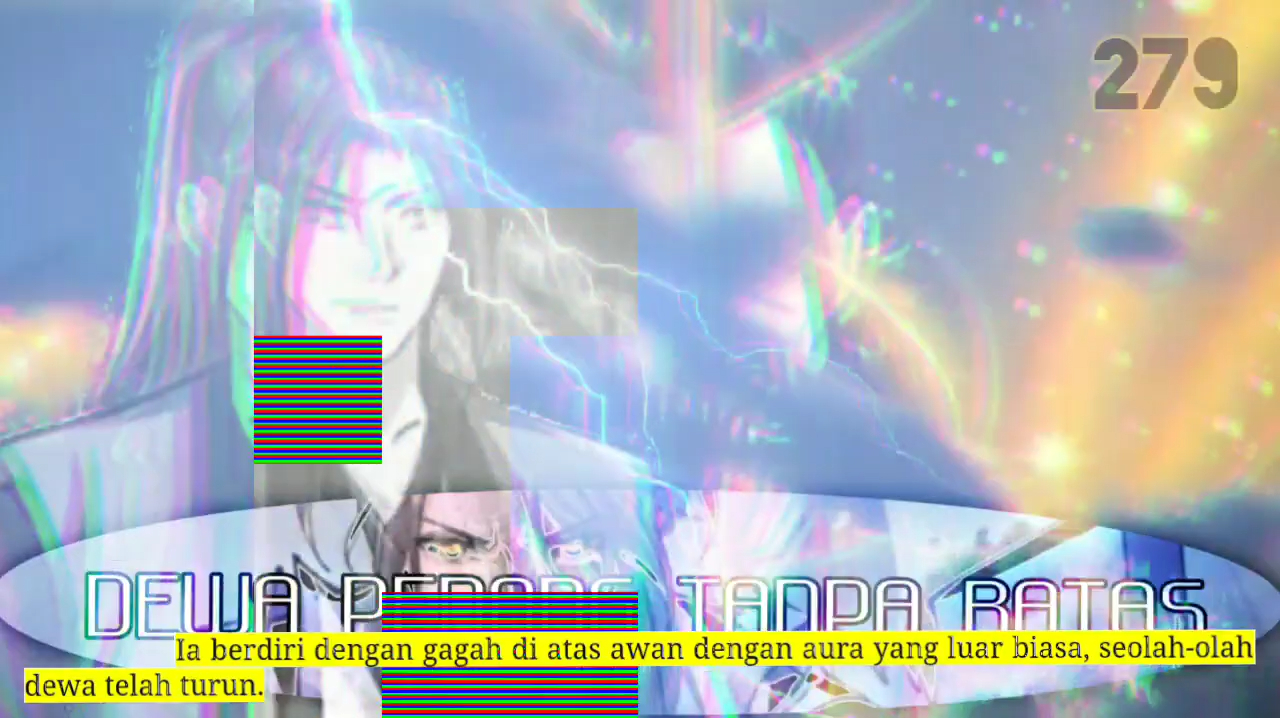 279
DEWA PERANG TANPA BATAS
Ia berdiri dengan gagah di atas awan dengan aura yang luar biasa, seolah-olah
dewa telah turun.